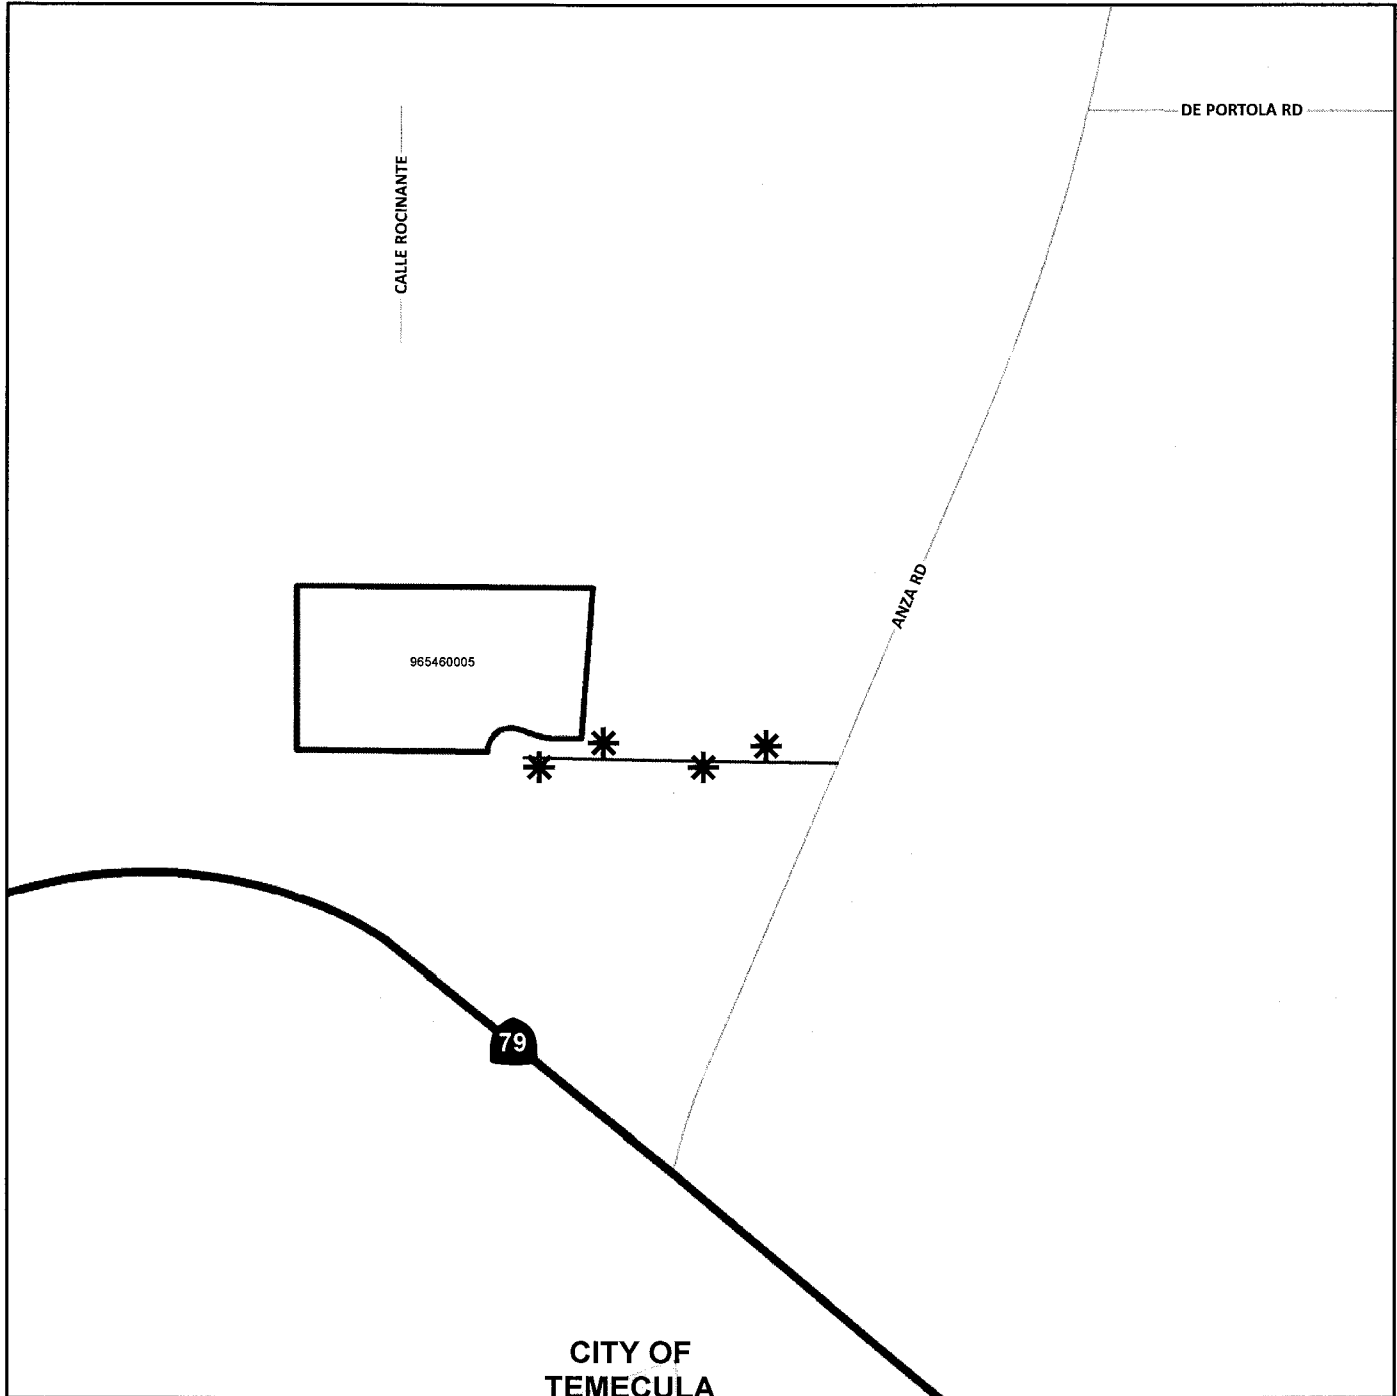 DE PORTOLA RD
CALLE ROCINANTE
ANZA RD
965460005
79
CITY OF
TEMECULA